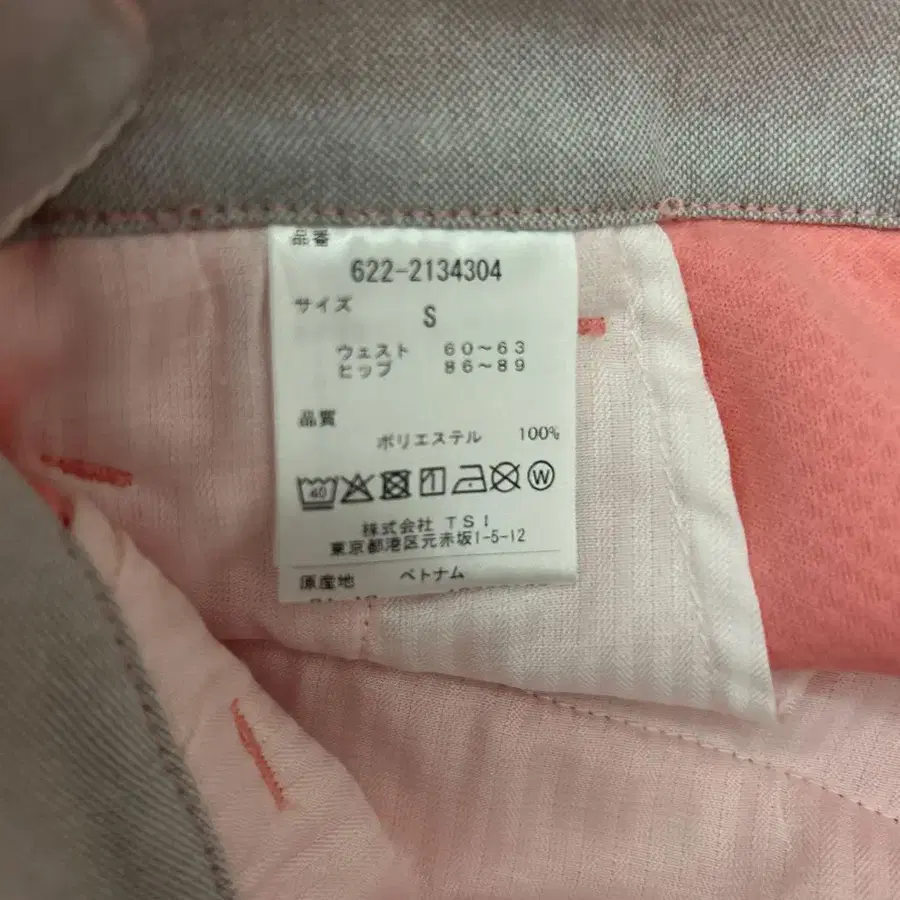 品番
622-2134304
サイズ
S
ウェスト 60～63
ヒップ 86～89
品質
ポリエステル 100%
40 W
株式会社 TSI
東京都港区元赤坂1-5-12
原産地 ベトナム